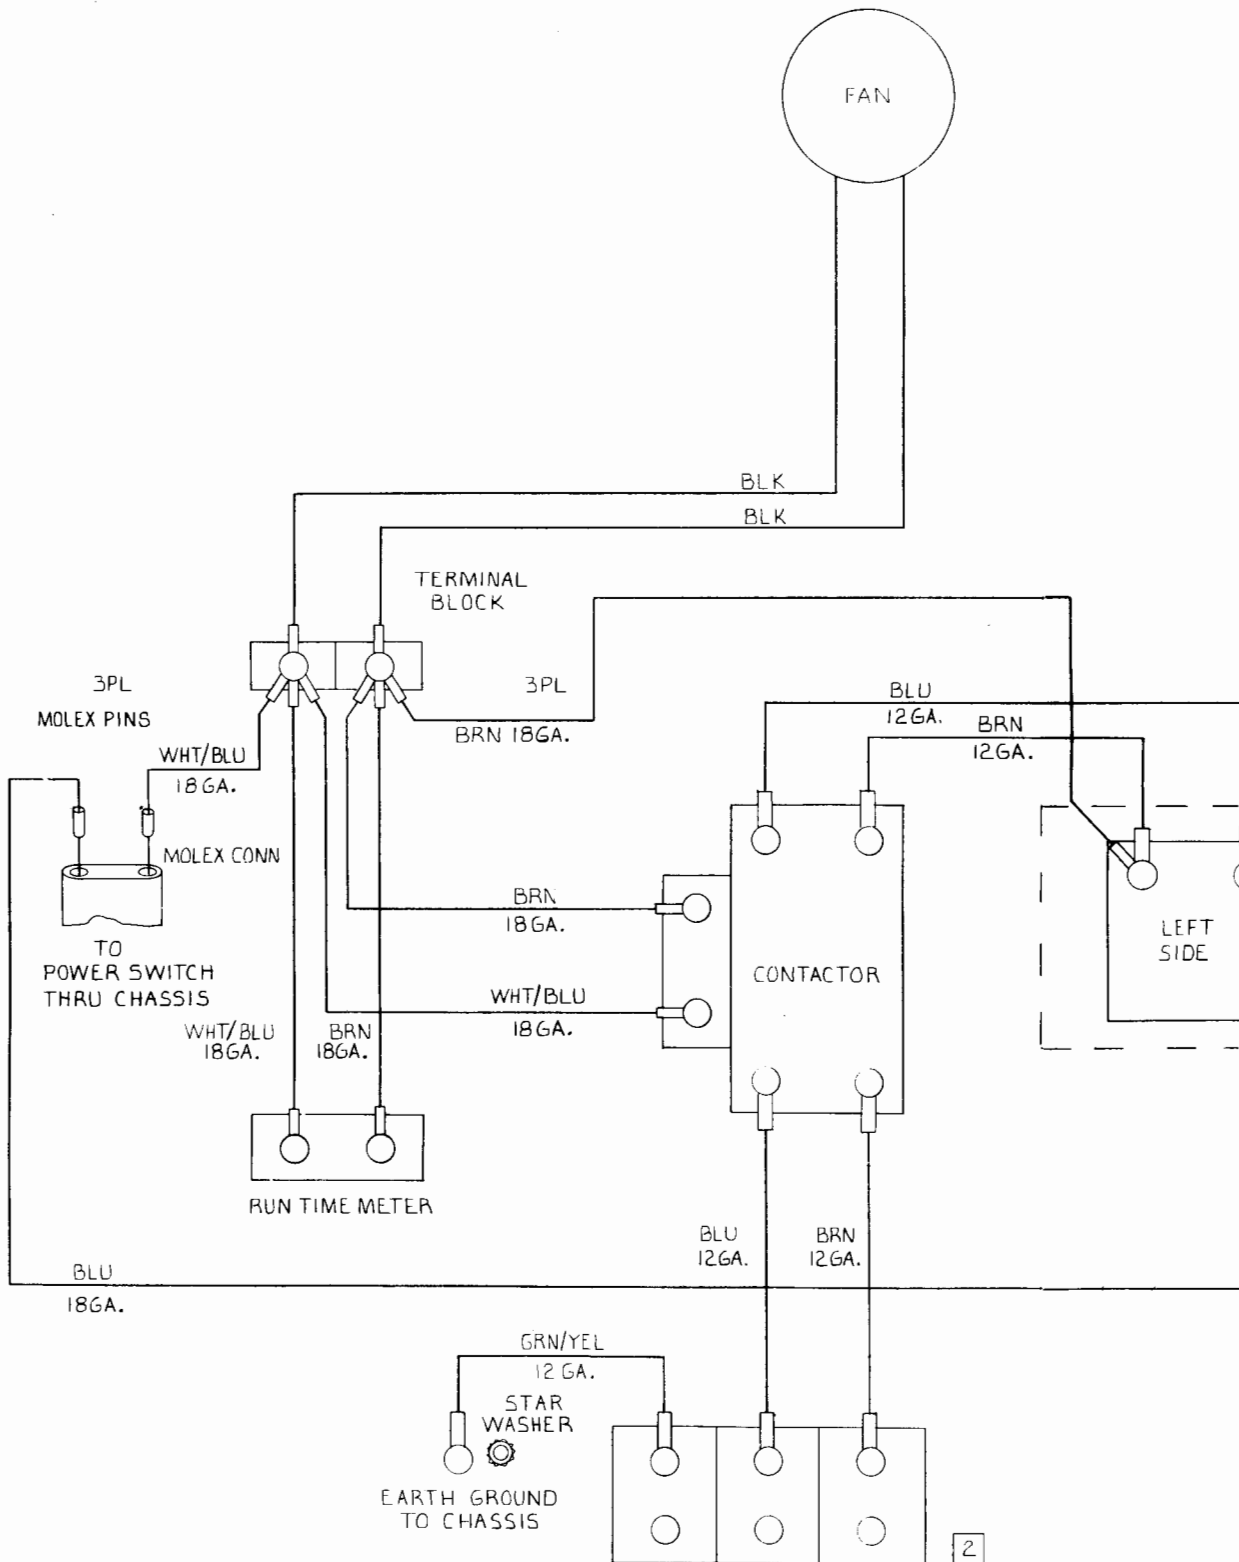 FAN
BLK
BLK
TERMINAL
BLOCK
3PL
MOLEX PINS
3PL
BRN 18GA.
BLU
12GA.
BRN
12GA.
WHT/BLU
18GA.
MOLEX CONN
TO
POWER SWITCH
THRU CHASSIS
BRN
18GA.
LEFT
SIDE
CONTACTOR
WHT/BLU
18GA.
WHT/BLU
18GA.
BRN
18GA.
RUN TIME METER
BLU
12GA.
BRN
12GA.
BLU
18GA.
GRN/YEL
12 GA.
STAR
WASHER
EARTH GROUND
TO CHASSIS
2